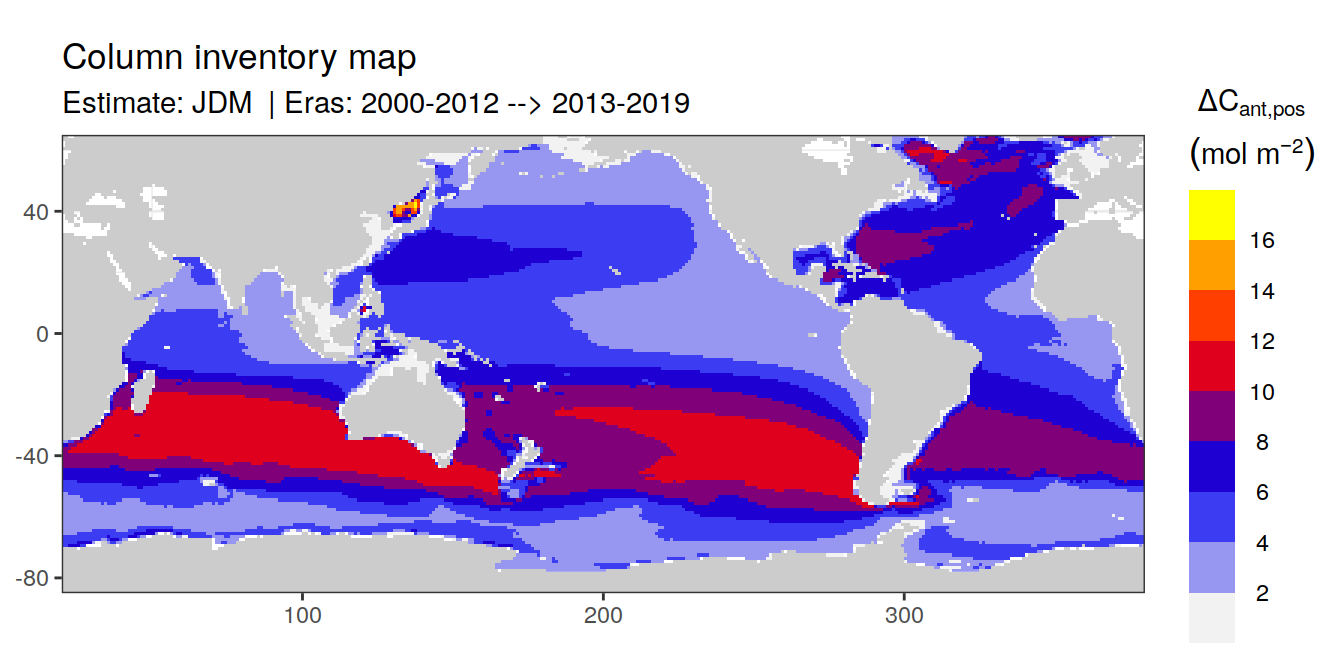 Column inventory map
Estimate: JDM | Eras: 2000-2012 --> 2013-2019
ΔCant,pos
(mol m−2)
16
14
12
10
8
6
4
2
40
0
-40
-80
100 200 300